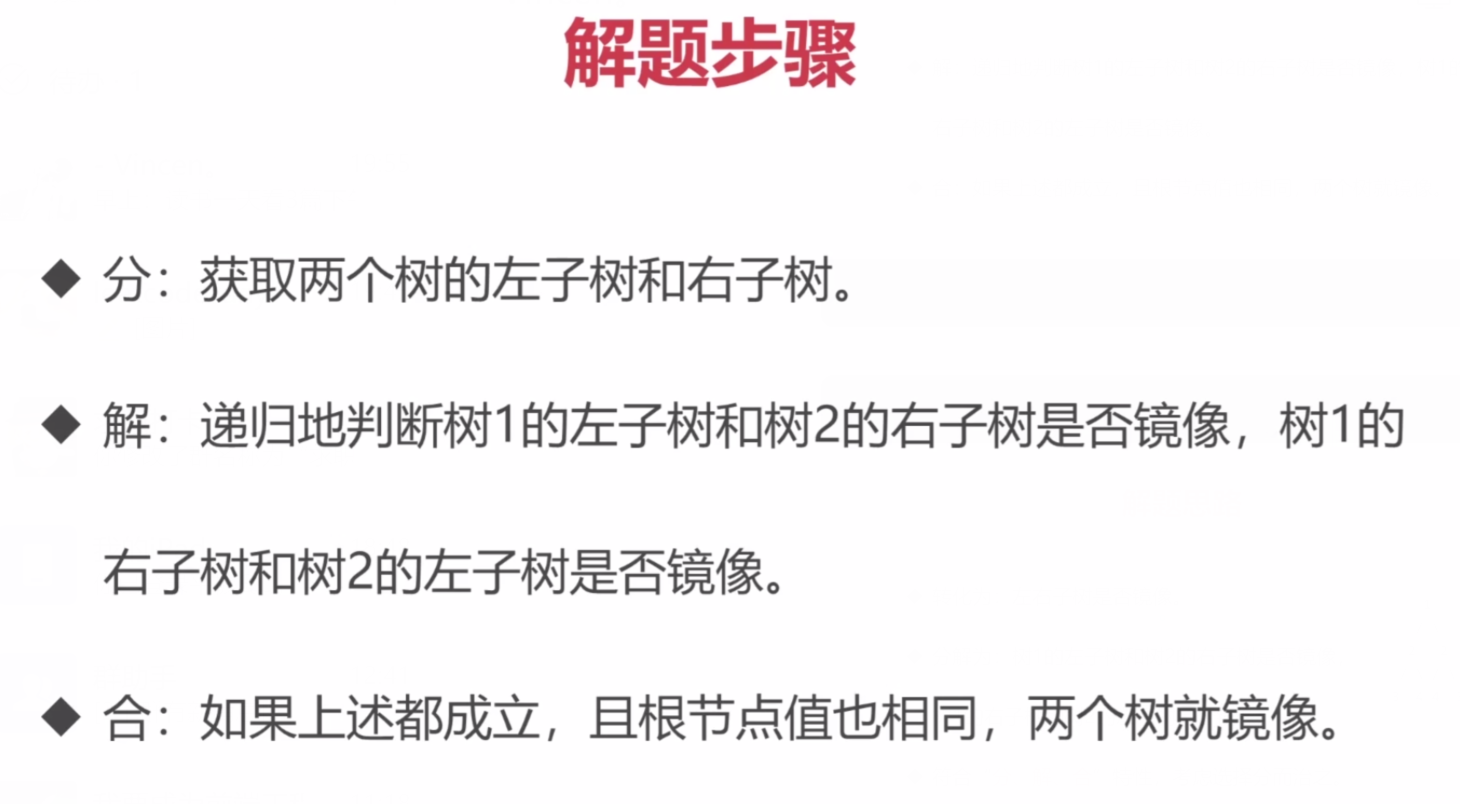 解题步骤
◆ 分：获取两个树的左子树和右子树。
◆ 解：递归地判断树1的左子树和树2的右子树是否镜像，树1的
右子树和树2的左子树是否镜像。
◆ 合：如果上述都成立，且根节点值也相同，两个树就镜像。